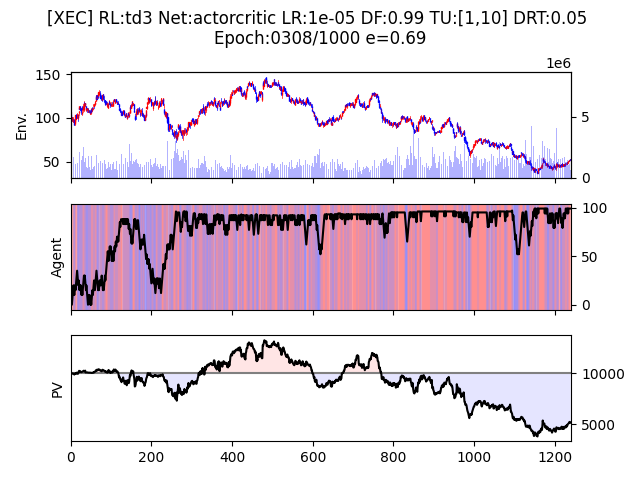 [XEC] RL:td3 Net:actorcritic LR:1e-05 DF:0.99 TU:[1,10] DRT:0.05
Epoch:0308/1000 e=0.69
1e6
150
100
50
Env.
5
0
Agent
100
50
0
PV
10000
5000
0
200
400
600
800
1000
1200